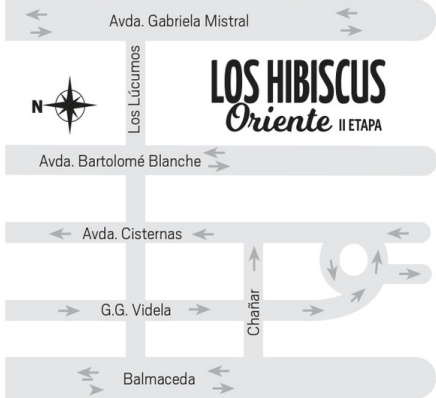 Avda. Gabriela Mistral
Los Lúcumos
N
LOS HIBISCUS
Oriente II ETAPA
Avda. Bartolomé Blanche
Avda. Cisternas
G.G. Videla
Chañar
Balmaceda